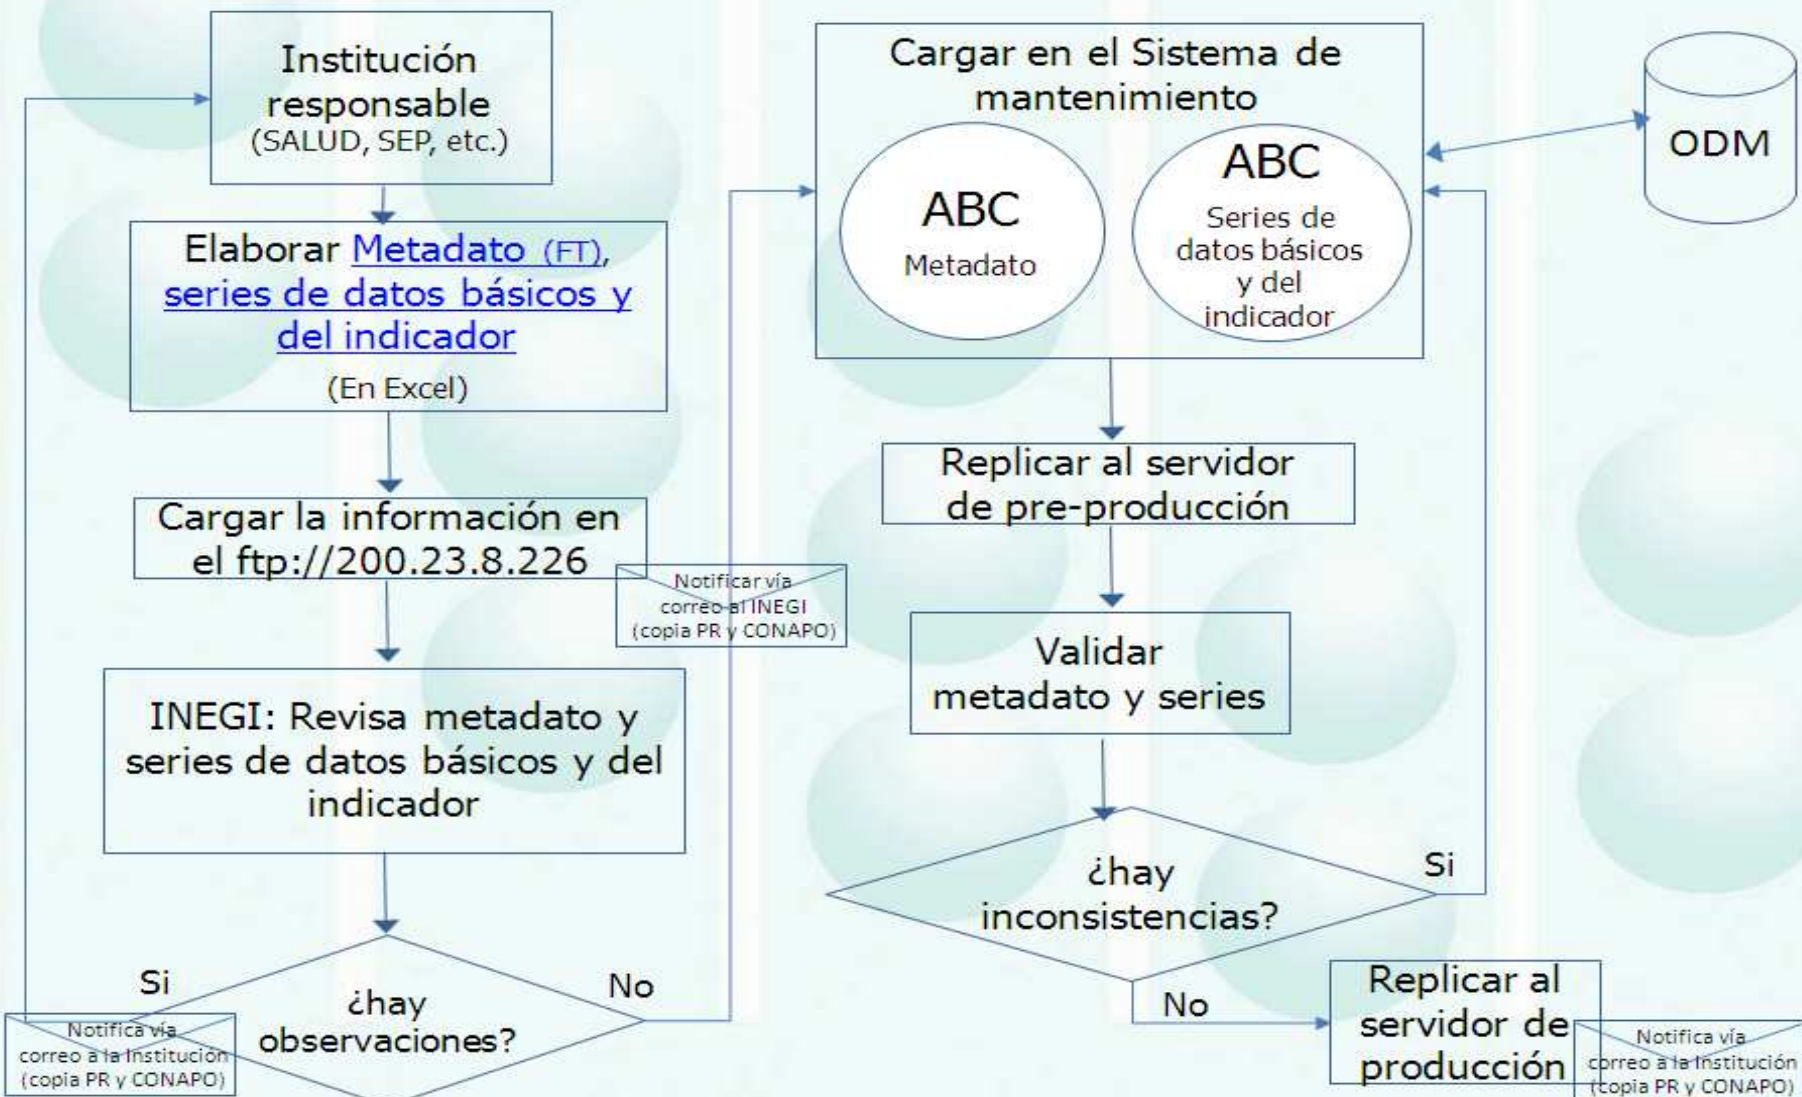 Institución
responsable
(SALUD, SEP, etc.)
Elaborar Metadato (FT),
series de datos básicos y
del indicador
(En Excel)
Cargar la información en
el ftp://200.23.8.226
Notificar vía
correo al INEGI
(copia PR y CONAPO)
INEGI: Revisa metadato y
series de datos básicos y del
indicador
Si
¿hay
observaciones?
No
Notifica vía
correo a la Institución
(copia PR y CONAPO)
Cargar en el Sistema de
mantenimiento
ABC
Metadato
ABC
Series de
datos básicos
y del
indicador
ODM
Replicar al servidor
de pre-producción
Validar
metadato y series
¿hay
inconsistencias?
Si
No
Replicar al
servidor de
producción
Notifica vía
correo a la Institución
(copia PR y CONAPO)